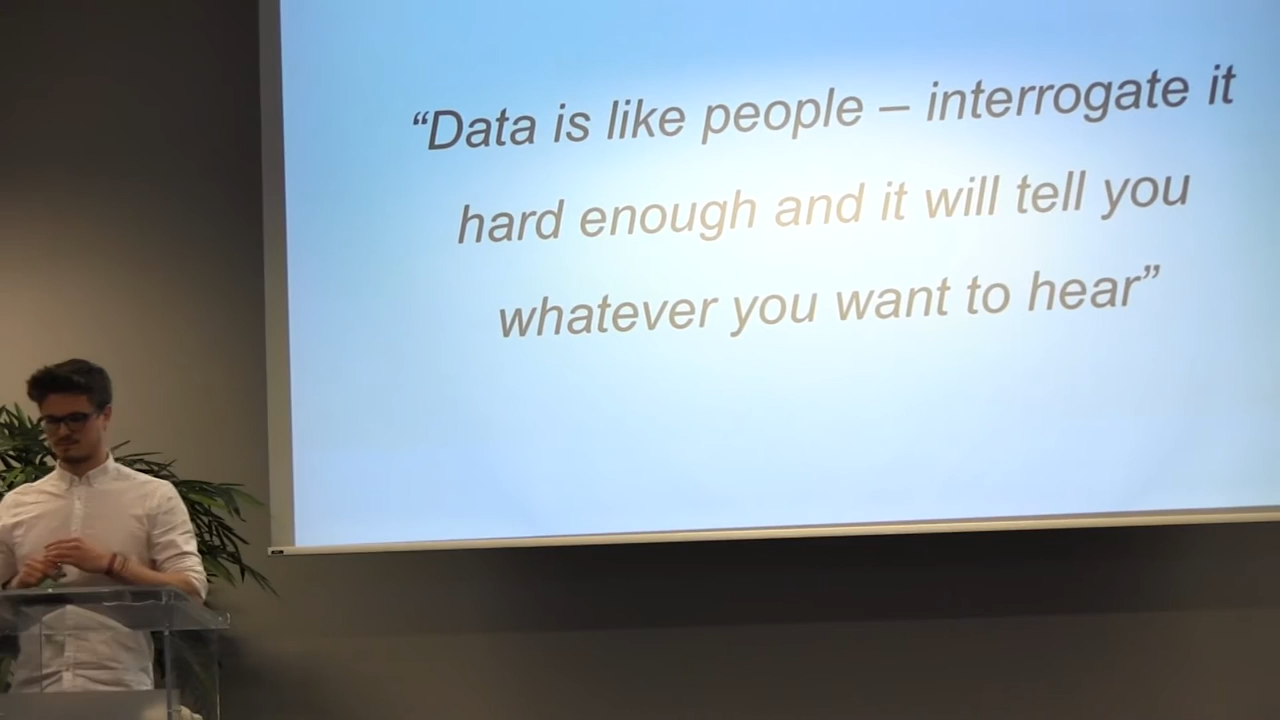 “Data is like people – interrogate it
hard enough and it will tell you
whatever you want to hear”